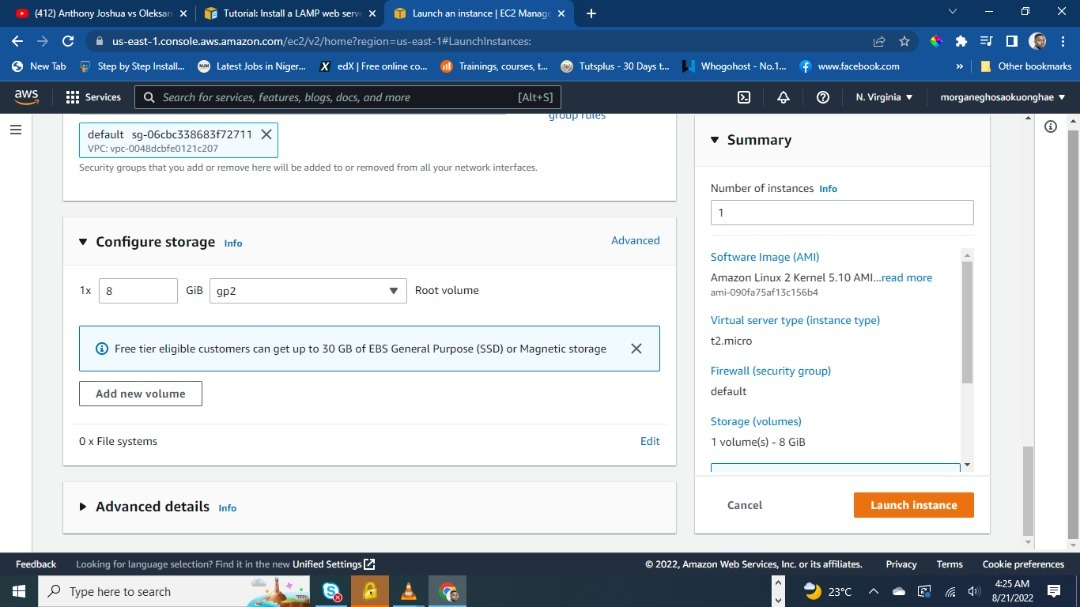 (412) Anthony Joshua vs Oleksan
Tutorial: Install a LAMP web serve
Launch an instance | EC2 Manage
us-east-1.console.aws.amazon.com/ec2/v2/home?region=us-east-1#LaunchInstances:
New Tab
Step by Step Install...
Latest Jobs in Niger...
edX | Free online co...
Trainings, courses, t...
Tutsplus - 30 Days t...
Whogohost - No.1...
www.facebook.com
»
Other bookmarks
aws
Services
Search for services, features, blogs, docs, and more
[Alt+S]
N. Virginia
morganeghosaokuonghae
default sg-06cbc338683f72711
VPC: vpc-0048dcbfe0121c207
group rules
Security groups that you add or remove here will be added to or removed from all your network interfaces.
Configure storage Info
Advanced
1x 8 GiB gp2 Root volume
Free tier eligible customers can get up to 30 GB of EBS General Purpose (SSD) or Magnetic storage
Add new volume
0 x File systems
Edit
Advanced details Info
Summary
Number of instances Info
1
Software Image (AMI)
Amazon Linux 2 Kernel 5.10 AMI...read more
ami-090fa75af13c156b4
Virtual server type (instance type)
t2.micro
Firewall (security group)
default
Storage (volumes)
1 volume(s) - 8 GiB
Cancel
Launch instance
Feedback
Looking for language selection? Find it in the new Unified Settings
© 2022, Amazon Web Services, Inc. or its affiliates.
Privacy
Terms
Cookie preferences
Type here to search
23°C
4:25 AM
8/21/2022